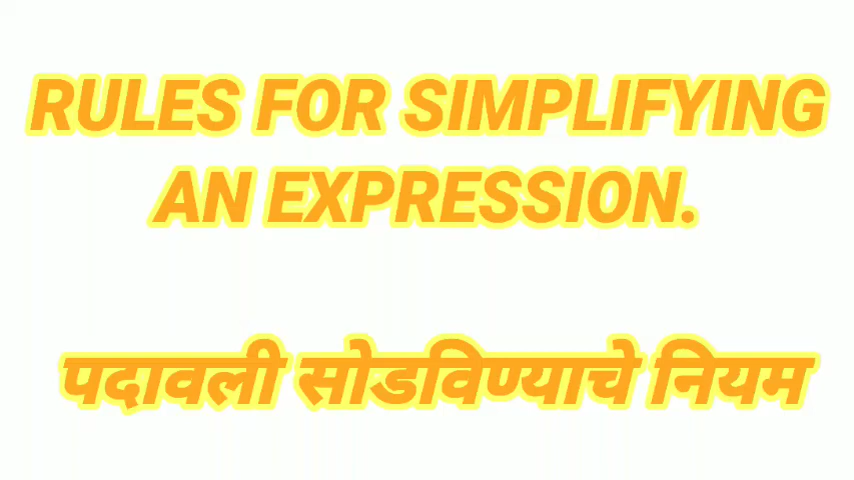 RULES FOR SIMPLIFYING
AN EXPRESSION.
पदावली सोडविण्याचे नियम